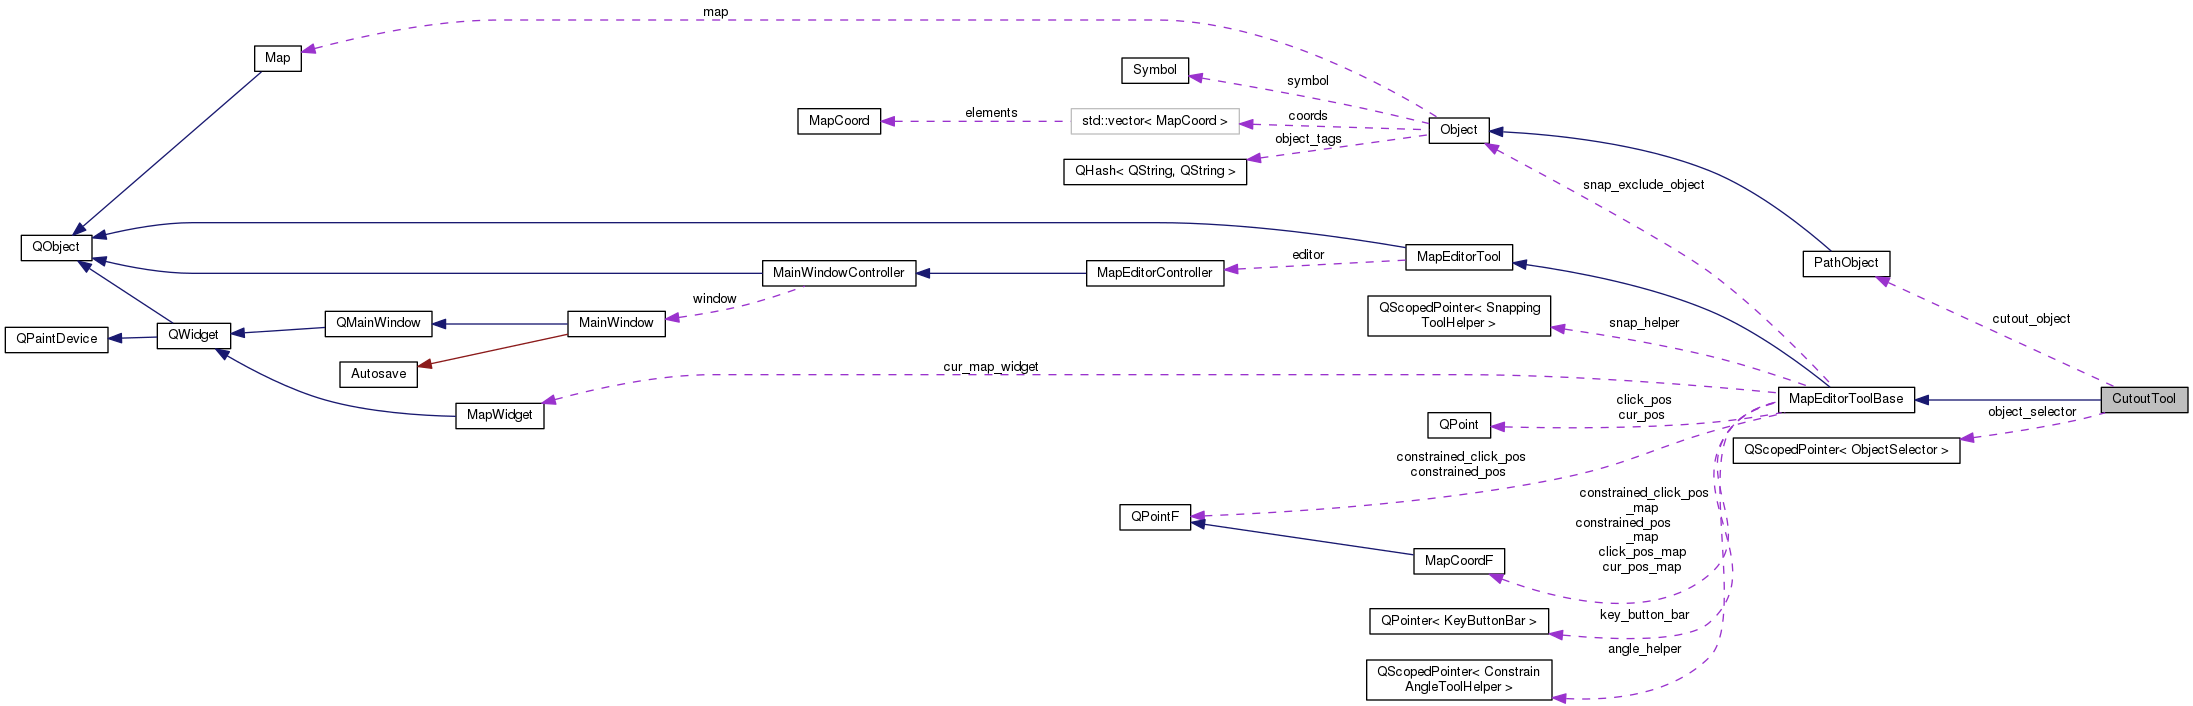 map
Map
Symbol
symbol
MapCoord
elements
std::vector< MapCoord >
coords
Object
object_tags
QHash< QString, QString >
snap_exclude_object
QObject
MapEditorTool
PathObject
editor
MainWindowController
MapEditorController
window
QScopedPointer< Snapping
ToolHelper >
snap_helper
cutout_object
QPaintDevice
QWidget
QMainWindow
MainWindow
Autosave
cur_map_widget
MapWidget
click_pos
cur_pos
QPoint
MapEditorToolBase
CutoutTool
object_selector
QScopedPointer< ObjectSelector >
constrained_click_pos
constrained_pos
QPointF
constrained_click_pos
_map
constrained_pos
_map
click_pos_map
cur_pos_map
MapCoordF
QPointer< KeyButtonBar >
key_button_bar
angle_helper
QScopedPointer< Constrain
AngleToolHelper >